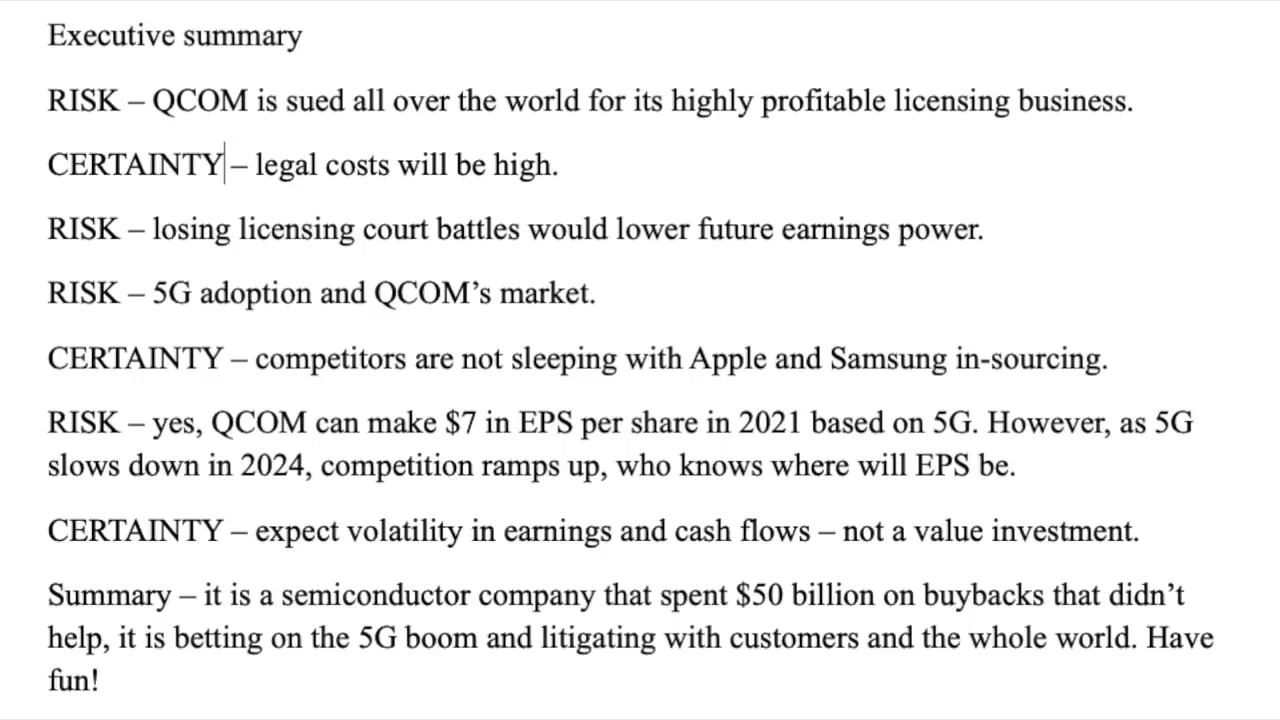 Executive summary
RISK – QCOM is sued all over the world for its highly profitable licensing business.
CERTAINTY – legal costs will be high.
RISK – losing licensing court battles would lower future earnings power.
RISK – 5G adoption and QCOM’s market.
CERTAINTY – competitors are not sleeping with Apple and Samsung in-sourcing.
RISK – yes, QCOM can make $7 in EPS per share in 2021 based on 5G. However, as 5G
slows down in 2024, competition ramps up, who knows where will EPS be.
CERTAINTY – expect volatility in earnings and cash flows – not a value investment.
Summary – it is a semiconductor company that spent $50 billion on buybacks that didn’t
help, it is betting on the 5G boom and litigating with customers and the whole world. Have
fun!